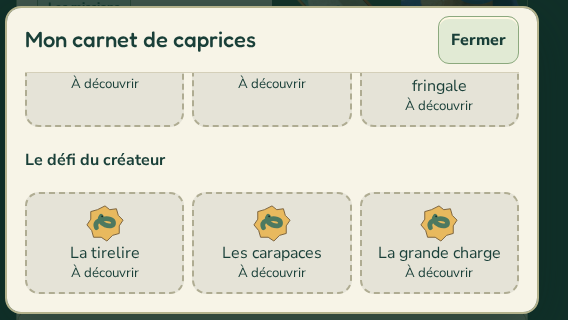 Mon carnet de caprices
Fermer
À découvrir
À découvrir
fringale
À découvrir
Le défi du créateur
La tirelire
À découvrir
Les carapaces
À découvrir
La grande charge
À découvrir